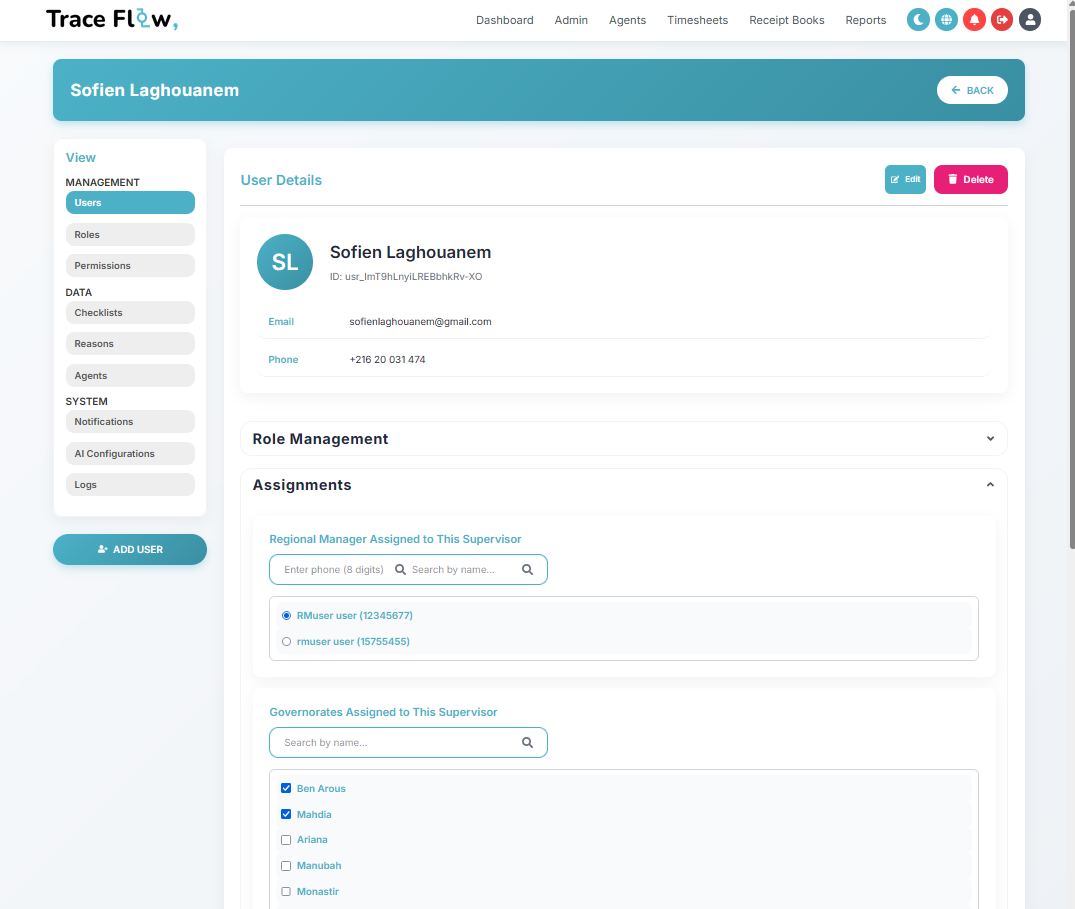 Trace Flow,
Dashboard Admin Agents Timesheets Receipt Books Reports
Sofien Laghouanem
BACK
View
MANAGEMENT
Users
Roles
Permissions
DATA
Checklists
Reasons
Agents
SYSTEM
Notifications
AI Configurations
Logs
ADD USER
User Details
Edit
Delete
SL
Sofien Laghouanem
ID: usr_ImT9hLnyiLREBbhkRv-XO
Email sofienlaghouanem@gmail.com
Phone +216 20 031 474
Role Management
Assignments
Regional Manager Assigned to This Supervisor
Enter phone (8 digits) Search by name...
RMuser user (12345677)
rmuser user (15755455)
Governorates Assigned to This Supervisor
Search by name...
Ben Arous
Mahdia
Ariana
Manubah
Monastir